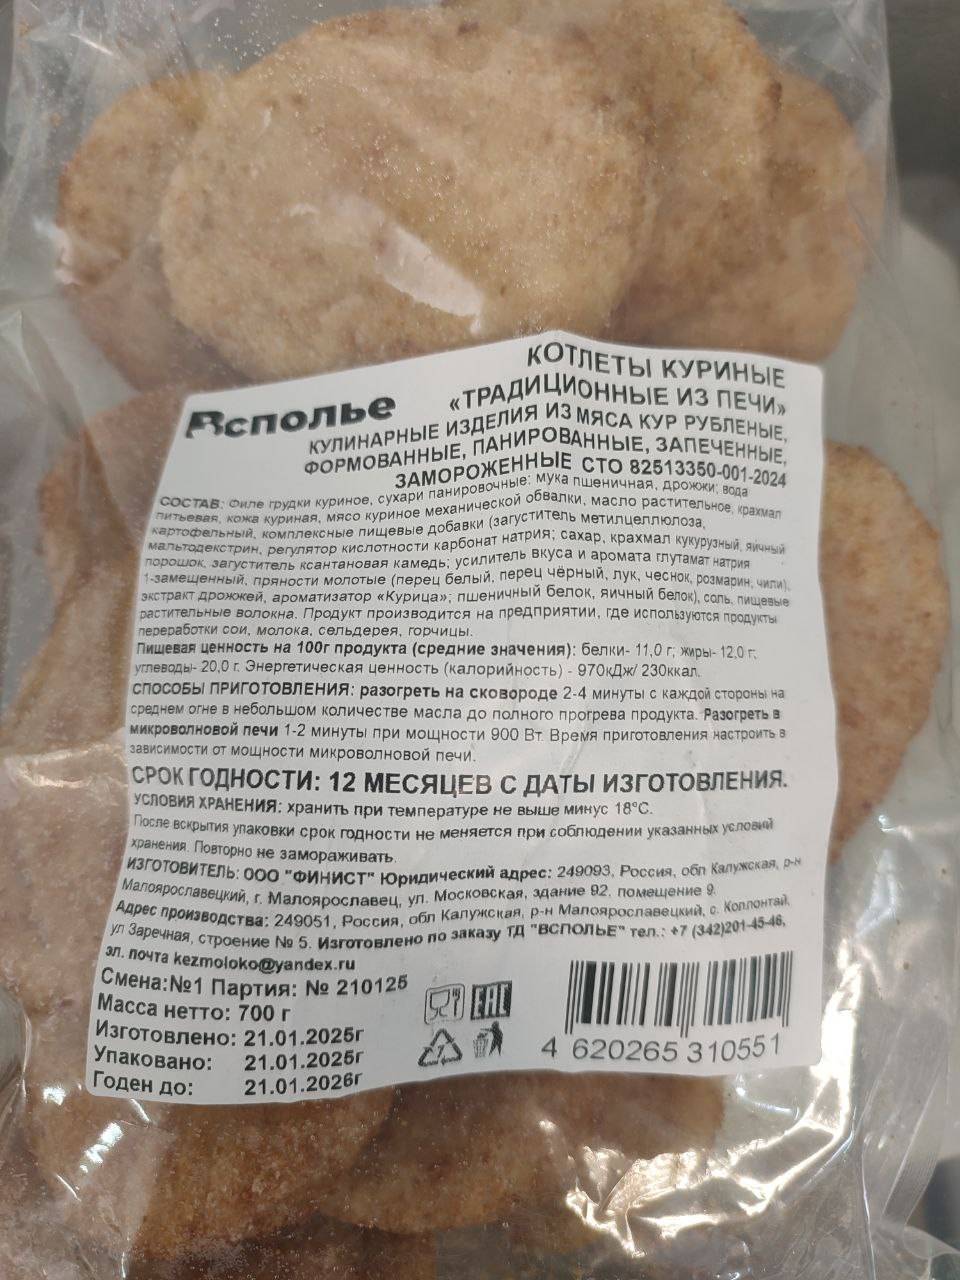 Всполье
КОТЛЕТЫ КУРИНЫЕ
«ТРАДИЦИОННЫЕ ИЗ ПЕЧИ»
КУЛИНАРНЫЕ ИЗДЕЛИЯ ИЗ МЯСА КУР РУБЛЕНЫЕ,
ФОРМОВАННЫЕ, ПАНИРОВАННЫЕ, ЗАПЕЧЕННЫЕ,
ЗАМОРОЖЕННЫЕ СТО 82513350-001-2024
СОСТАВ: Филе грудки куриное, сухари панировочные: мука пшеничная, дрожжи; вода
питьевая, кожа куриная, мясо куриное механической обвалки, масло растительное, крахмал
картофельный, комплексные пищевые добавки (загуститель метилцеллюлоза,
мальтодекстрин, регулятор кислотности карбонат натрия; сахар, крахмал кукурузный, яичный
порошок, загуститель ксантановая камедь; усилитель вкуса и аромата глутамат натрия
1-замещенный, пряности молотые (перец белый, перец чёрный, лук, чеснок, розмарин, чили),
экстракт дрожжей, ароматизатор «Курица»; пшеничный белок, яичный белок), соль, пищевые
растительные волокна. Продукт производится на предприятии, где используются продукты
переработки сои, молока, сельдерея, горчицы.
Пищевая ценность на 100г продукта (средние значения): белки- 11,0 г; жиры- 12,0 г;
углеводы- 20,0 г. Энергетическая ценность (калорийность) - 970кДж/ 230ккал.
СПОСОБЫ ПРИГОТОВЛЕНИЯ: разогреть на сковороде 2-4 минуты с каждой стороны на
среднем огне в небольшом количестве масла до полного прогрева продукта. Разогреть в
микроволновой печи 1-2 минуты при мощности 900 Вт. Время приготовления настроить в
зависимости от мощности микроволновой печи.
СРОК ГОДНОСТИ: 12 МЕСЯЦЕВ С ДАТЫ ИЗГОТОВЛЕНИЯ.
УСЛОВИЯ ХРАНЕНИЯ: хранить при температуре не выше минус 18°С.
После вскрытия упаковки срок годности не меняется при соблюдении указанных условий
хранения. Повторно не замораживать.
ИЗГОТОВИТЕЛЬ: ООО "ФИНИСТ" Юридический адрес: 249093, Россия, обл Калужская, р-н
Малоярославецкий, г. Малоярославец, ул. Московская, здание 92, помещение 9.
Адрес производства: 249051, Россия, обл Калужская, р-н Малоярославецкий, с. Коллонтай,
ул Заречная, строение № 5. Изготовлено по заказу ТД "ВСПОЛЬЕ" тел.: +7 (342)201-45-46,
эл. почта kezmoloko@yandex.ru
Смена:№1 Партия: № 210125
Масса нетто: 700 г
Изготовлено: 21.01.2025г
Упаковано: 21.01.2025г
Годен до: 21.01.2026г
EAC
7
4 620265 310551